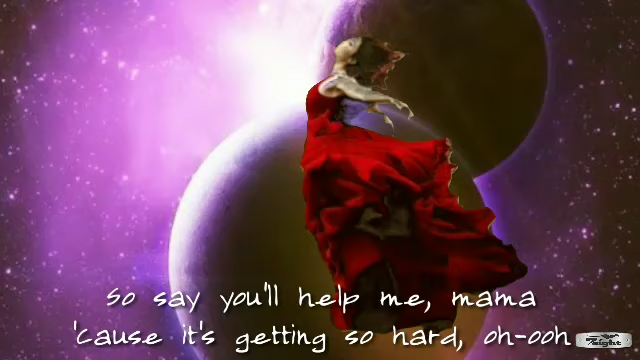 So say you'll help me, mama
'cause it's getting so hard, oh-ooh